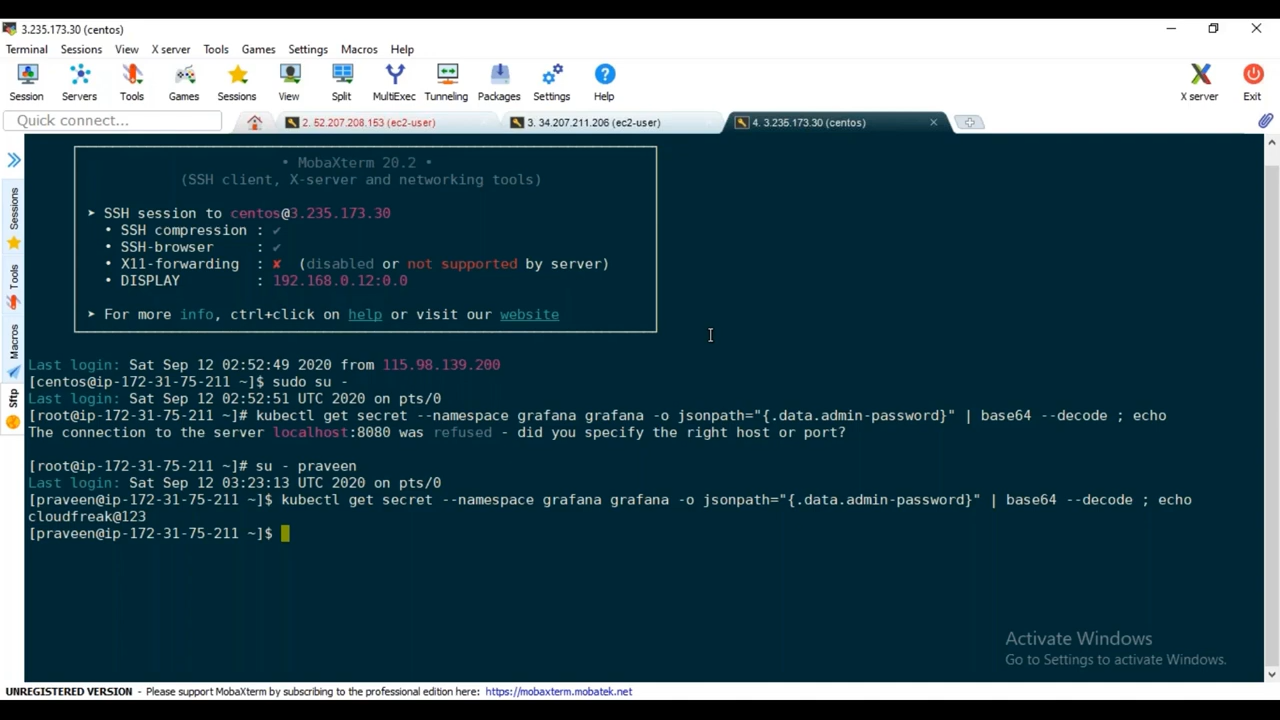 3.235.173.30 (centos)
Terminal Sessions View X server Tools Games Settings Macros Help
Session Servers Tools Games Sessions View Split MultiExec Tunneling Packages Settings Help X server Exit
Quick connect...
2. 52.207.208.153 (ec2-user)
3. 34.207.211.206 (ec2-user)
4. 3.235.173.30 (centos)
Sessions
Tools
Macros
Sftp
• MobaXterm 20.2 •
(SSH client, X-server and networking tools)
➤ SSH session to centos@3.235.173.30
• SSH compression : ✔
• SSH-browser : ✔
• X11-forwarding : ✘ (disabled or not supported by server)
• DISPLAY : 192.168.0.12:0.0
➤ For more info, ctrl+click on help or visit our website
Last login: Sat Sep 12 02:52:49 2020 from 115.98.139.200
[centos@ip-172-31-75-211 ~]$ sudo su -
Last login: Sat Sep 12 02:52:51 UTC 2020 on pts/0
[root@ip-172-31-75-211 ~]# kubectl get secret --namespace grafana grafana -o jsonpath="{.data.admin-password}" | base64 --decode ; echo
The connection to the server localhost:8080 was refused - did you specify the right host or port?
[root@ip-172-31-75-211 ~]# su - praveen
Last login: Sat Sep 12 03:23:13 UTC 2020 on pts/0
[praveen@ip-172-31-75-211 ~]$ kubectl get secret --namespace grafana grafana -o jsonpath="{.data.admin-password}" | base64 --decode ; echo
cloudfreak@123
[praveen@ip-172-31-75-211 ~]$
Activate Windows
Go to Settings to activate Windows.
UNREGISTERED VERSION - Please support MobaXterm by subscribing to the professional edition here: https://mobaxterm.mobatek.net